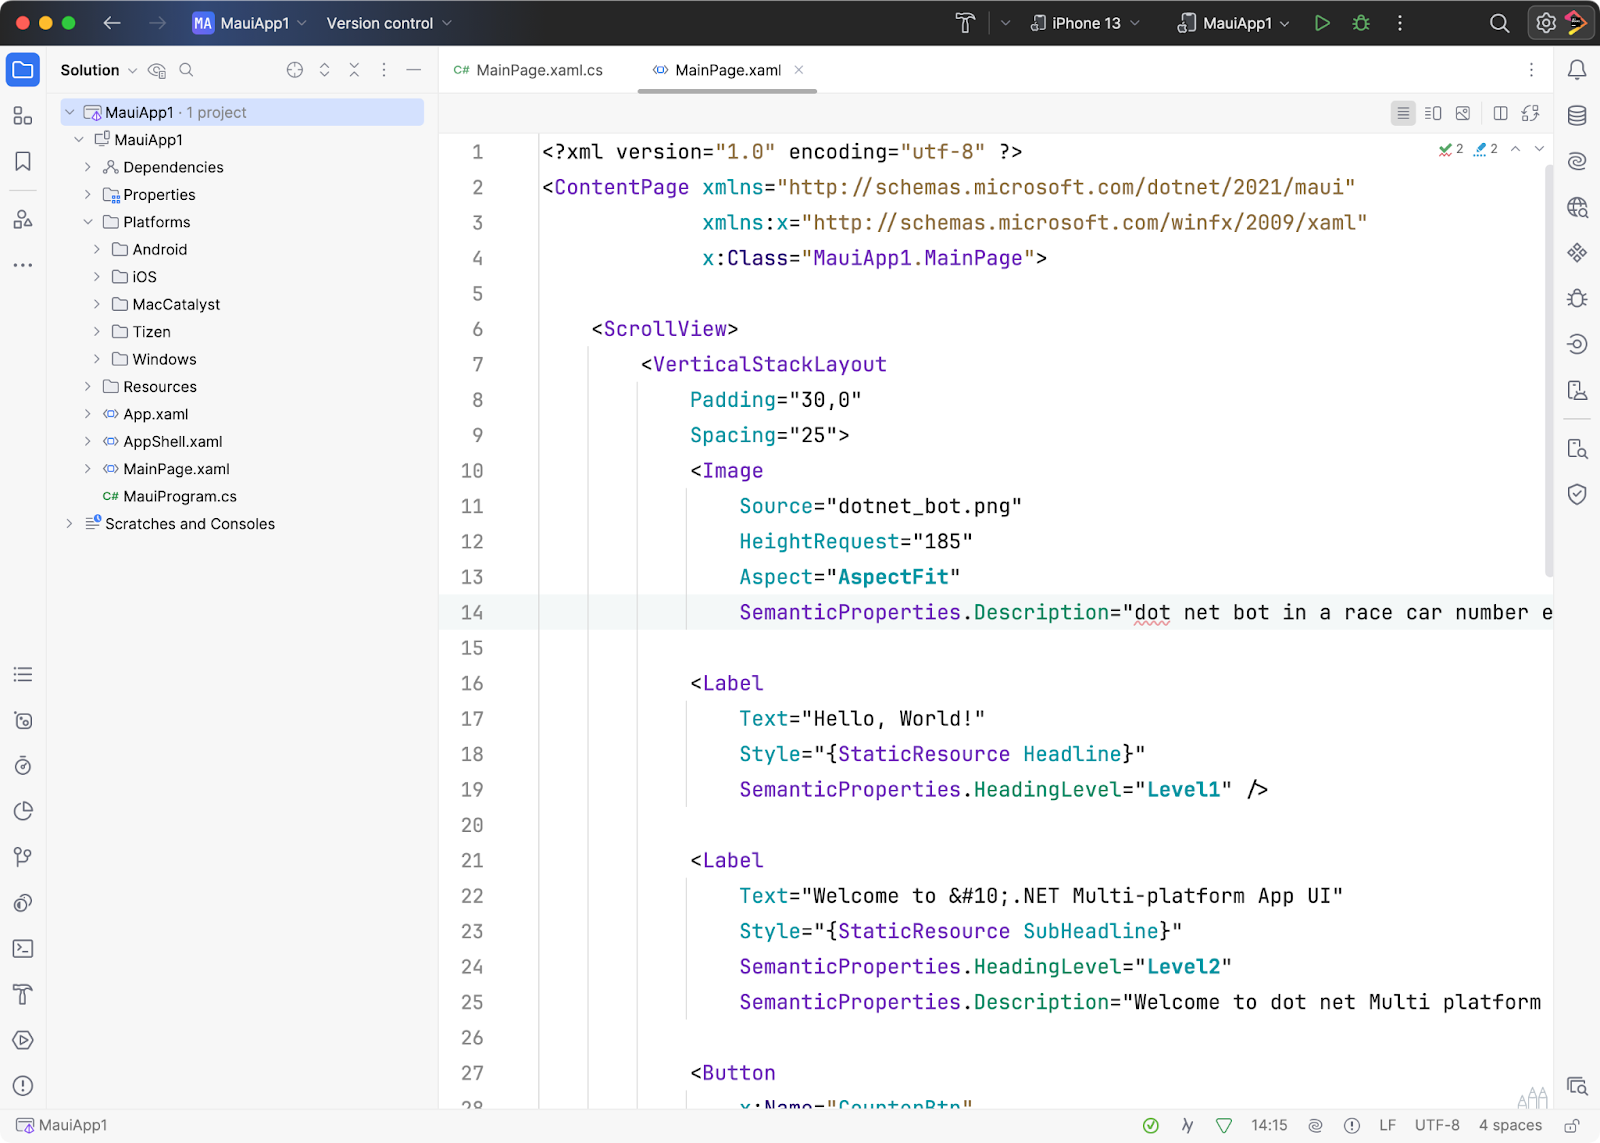 MA MauiApp1 Version control iPhone 13 MauiApp1
Solution
MauiApp1 · 1 project
MauiApp1
Dependencies
Properties
Platforms
Android
iOS
MacCatalyst
Tizen
Windows
Resources
App.xaml
AppShell.xaml
MainPage.xaml
C# MauiProgram.cs
Scratches and Consoles
C# MainPage.xaml.cs MainPage.xaml
2 2
1 <?xml version="1.0" encoding="utf-8" ?>
2 <ContentPage xmlns="http://schemas.microsoft.com/dotnet/2021/maui"
3 xmlns:x="http://schemas.microsoft.com/winfx/2009/xaml"
4 x:Class="MauiApp1.MainPage">
5
6 <ScrollView>
7 <VerticalStackLayout
8 Padding="30,0"
9 Spacing="25">
10 <Image
11 Source="dotnet_bot.png"
12 HeightRequest="185"
13 Aspect="AspectFit"
14 SemanticProperties.Description="dot net bot in a race car number e
15
16 <Label
17 Text="Hello, World!"
18 Style="{StaticResource Headline}"
19 SemanticProperties.HeadingLevel="Level1" />
20
21 <Label
22 Text="Welcome to &#10;.NET Multi-platform App UI"
23 Style="{StaticResource SubHeadline}"
24 SemanticProperties.HeadingLevel="Level2"
25 SemanticProperties.Description="Welcome to dot net Multi platform
26
27 <Button
28 x:Name="CounterBtn"
MauiApp1 14:15 LF UTF-8 4 spaces